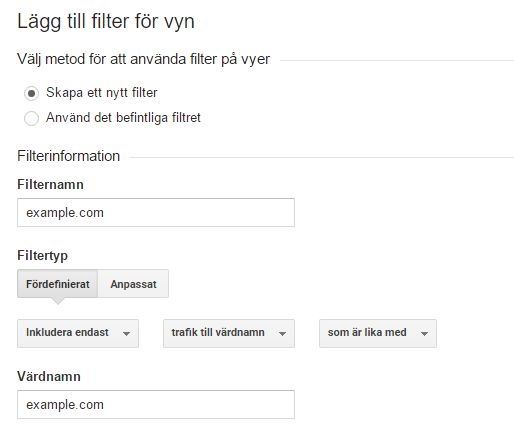 Lägg till filter för vyn
Välj metod för att använda filter på vyer
Skapa ett nytt filter
Använd det befintliga filtret
Filterinformation
Filternamn
example.com
Filtertyp
Fördefinierat Anpassat
Inkludera endast trafik till värdnamn som är lika med
Värdnamn
example.com